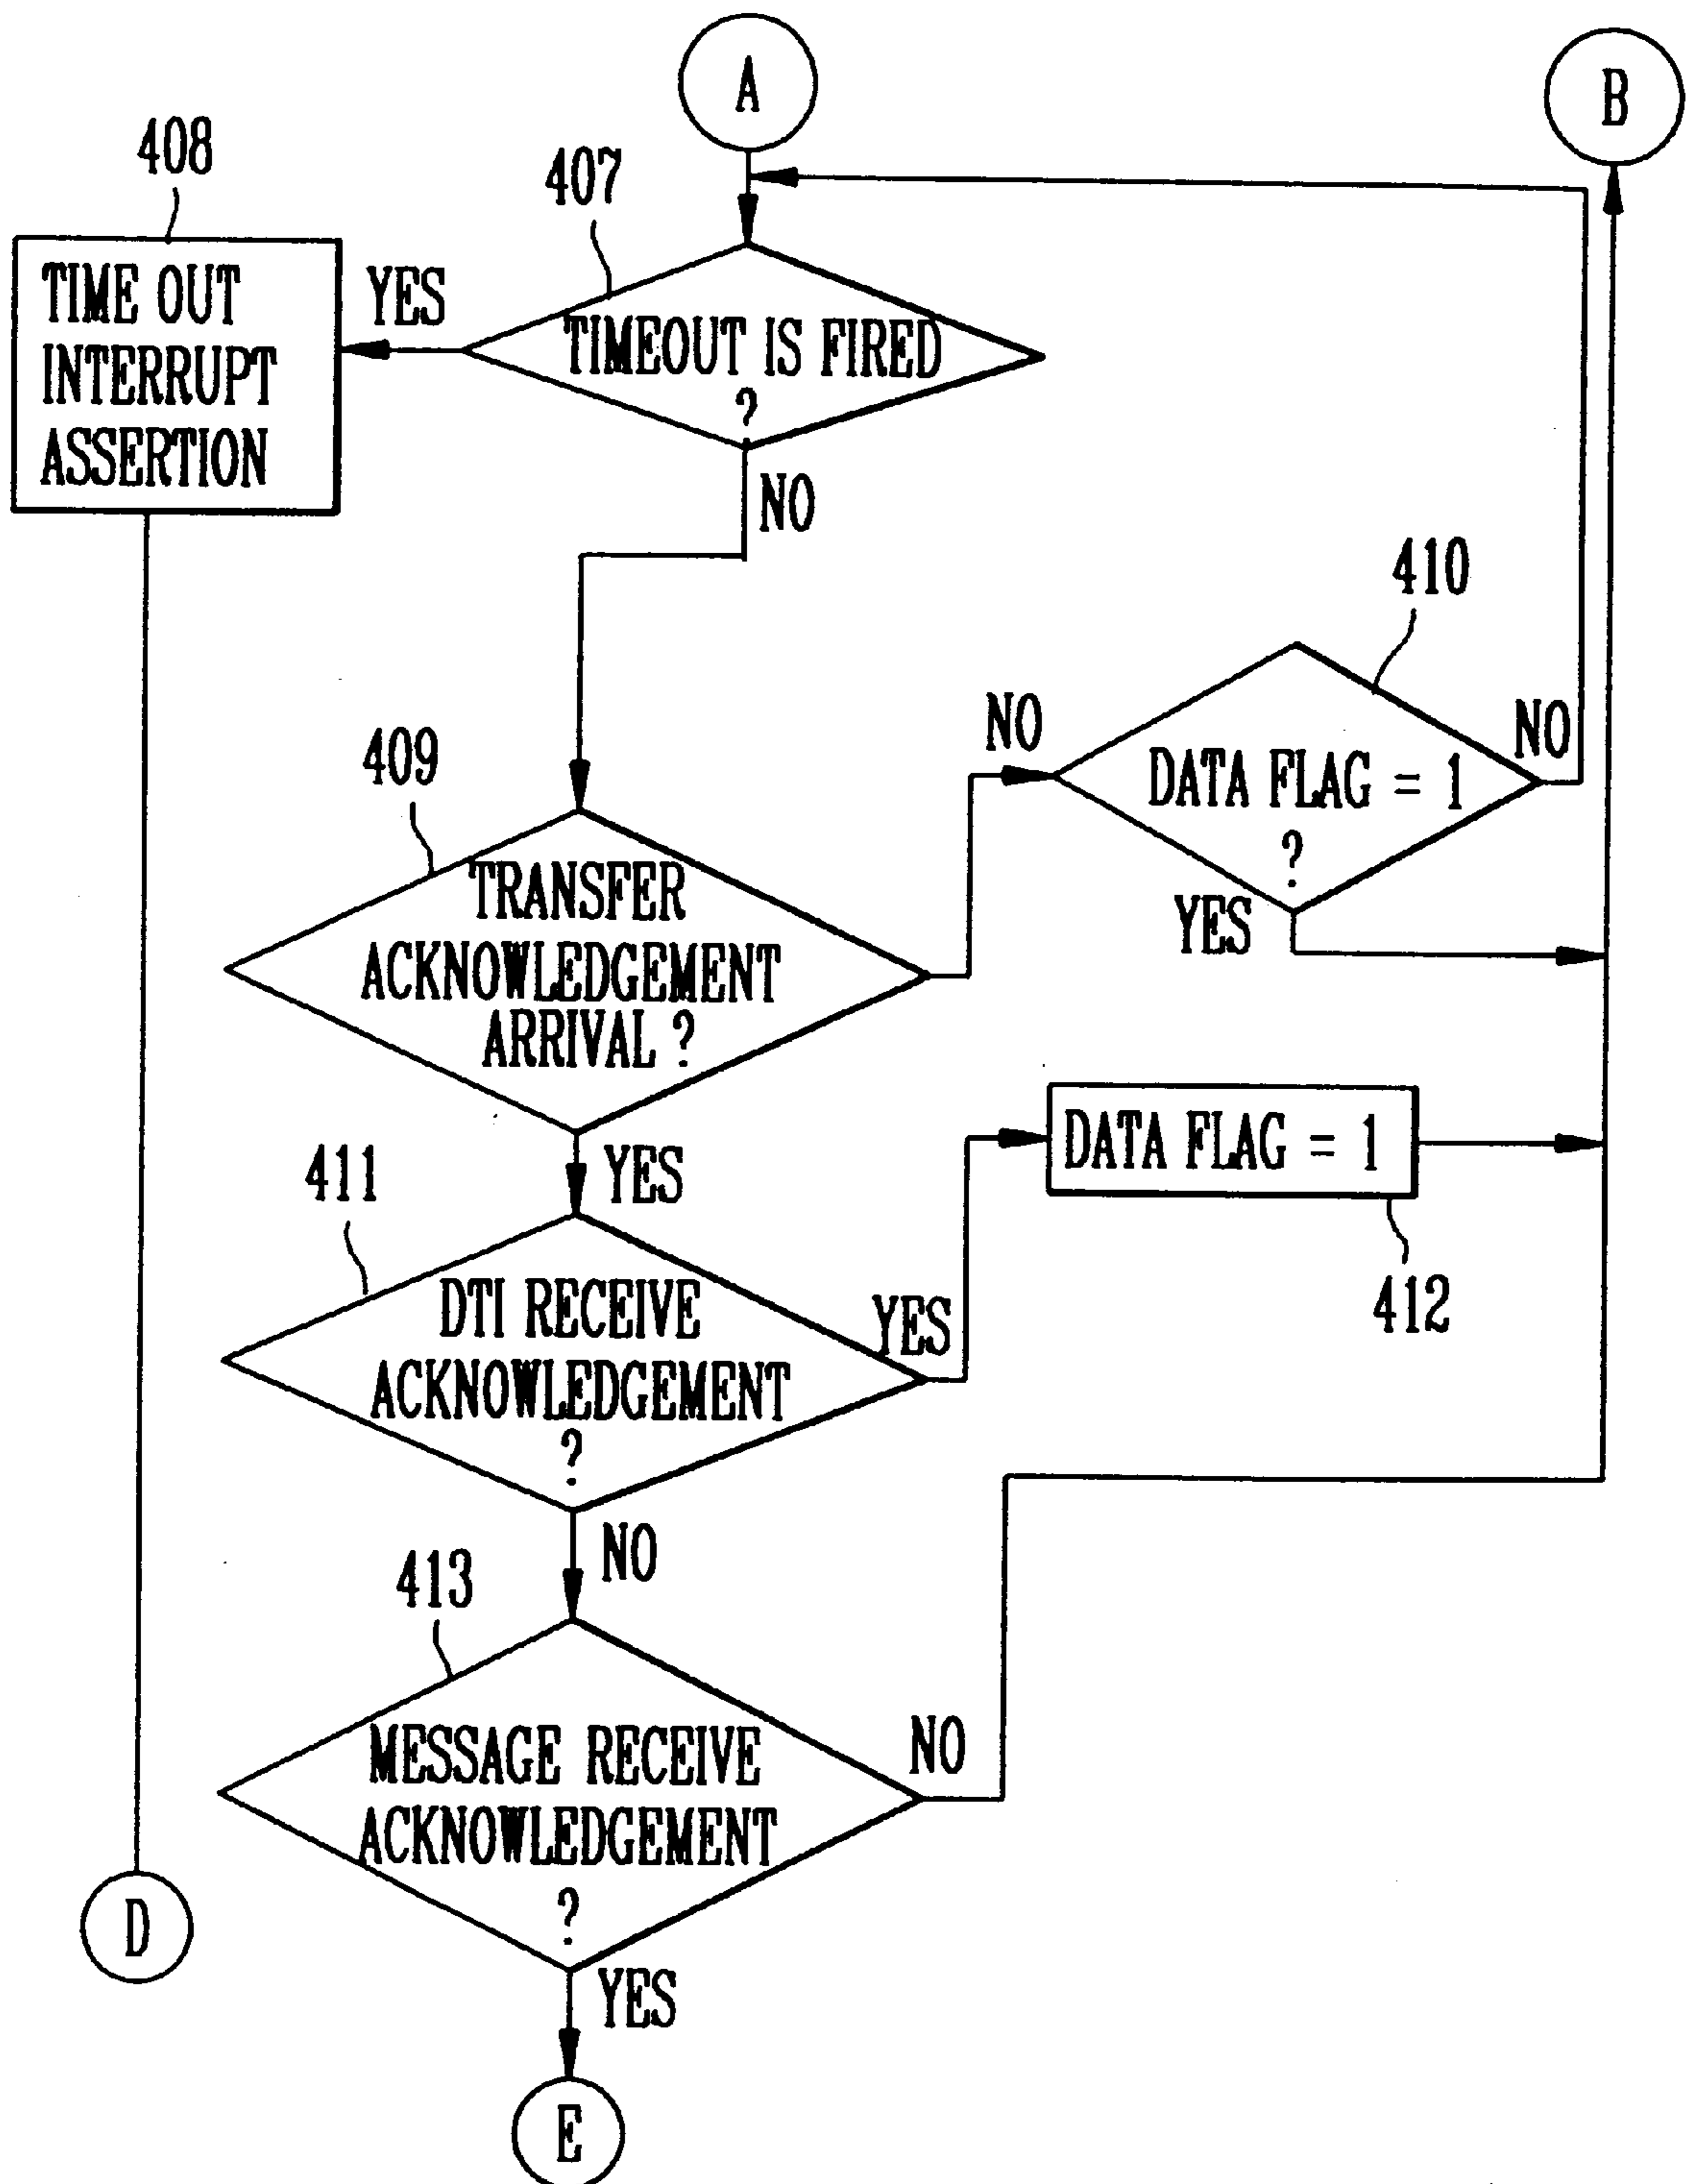 A
B
408
407
TIME OUT
INTERRUPT
ASSERTION
YES
TIMEOUT IS FIRED
?
NO
410
NO
NO
DATA FLAG = 1
?
YES
409
TRANSFER
ACKNOWLEDGEMENT
ARRIVAL ?
YES
DATA FLAG = 1
412
411
DTI RECEIVE
ACKNOWLEDGEMENT
?
YES
NO
413
MESSAGE RECEIVE
ACKNOWLEDGEMENT
?
NO
D
YES
E